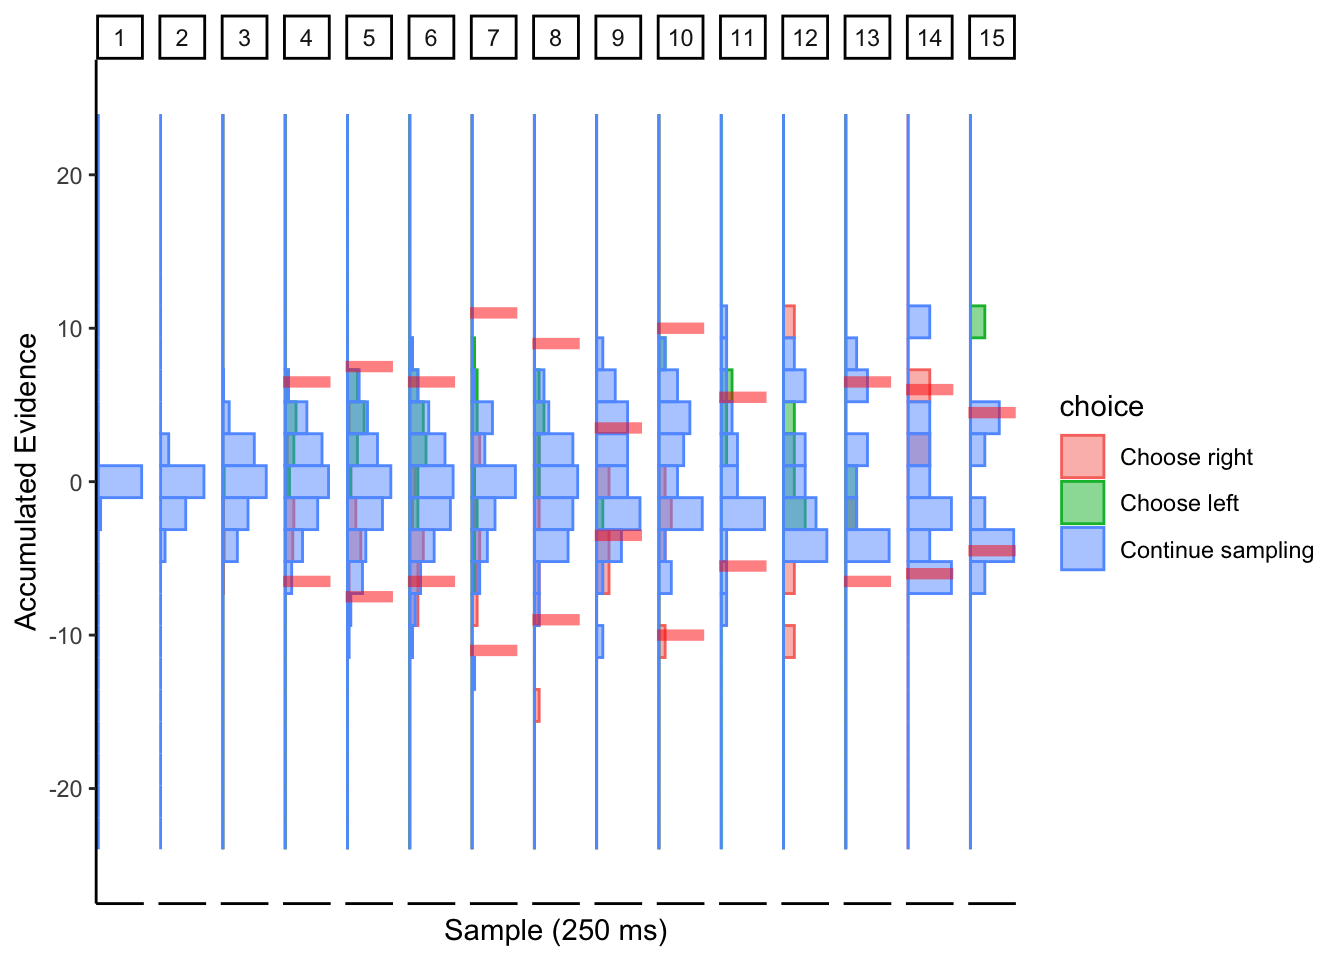 1 2 3 4 5 6 7 8 9 10 11 12 13 14 15
20
10
0
-10
-20
Accumulated Evidence
Sample (250 ms)
choice
Choose right
Choose left
Continue sampling